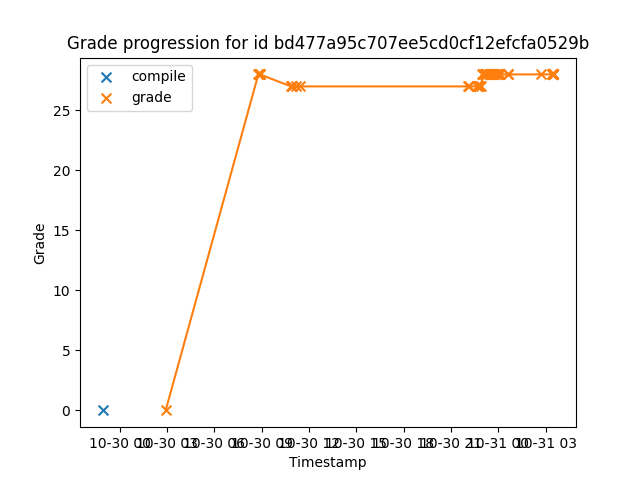 Grade progression for id bd477a95c707ee5cd0cf12efcfa0529b
compile
grade
25
20
15
10
5
0
Grade
10-30 00 10-30 03 10-30 06 10-30 09 10-30 12 10-30 15 10-30 18 10-30 21 10-31 00 10-31 03
Timestamp